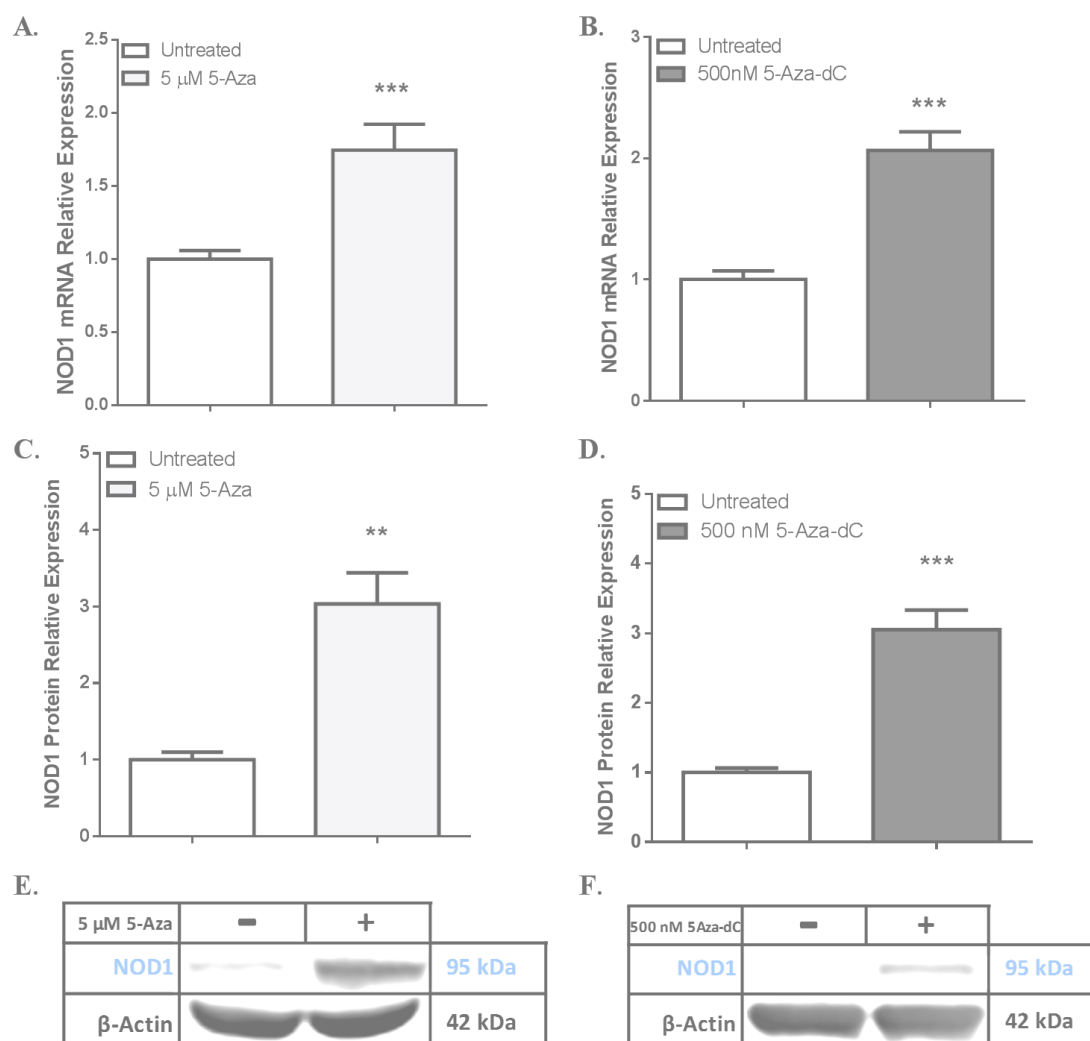 A.
NOD1 mRNA Relative Expression
2.5
2.0
1.5
1.0
0.5
0.0
Untreated
5 μM 5-Aza
***
B.
NOD1 mRNA Relative Expression
3
2
1
0
Untreated
500nM 5-Aza-dC
***
C.
NOD1 Protein Relative Expression
5
4
3
2
1
0
Untreated
5 μM 5-Aza
**
D.
NOD1 Protein Relative Expression
5
4
3
2
1
0
Untreated
500 nM 5-Aza-dC
***
E.
5 μM 5-Aza - +
NOD1 95 kDa
β-Actin 42 kDa
F.
500 nM 5Aza-dC - +
NOD1 95 kDa
β-Actin 42 kDa